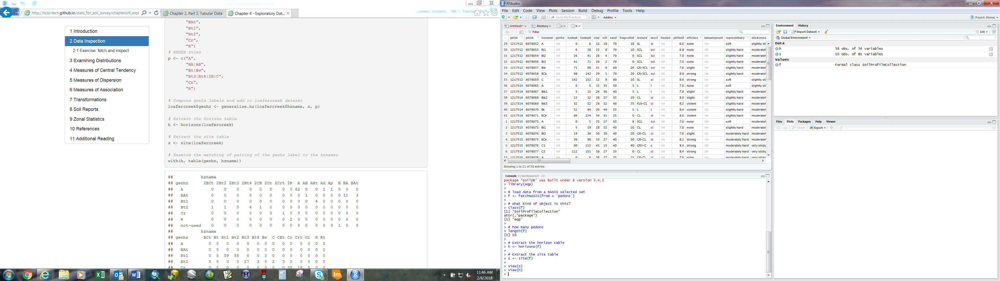 http://ncss-tech.github.io/stats_for_soil_survey/chapters/4_expl
Chapter 2, Part 1, Tabular Data
Chapter 4 - Exploratory Dat...
1 Introduction
2 Data Inspection
2.1 Exercise: fetch and inspect
3 Examining Distributions
4 Measures of Central Tendency
5 Measures of Dispersion
6 Measures of Association
7 Transformations
8 Soil Reports
9 Zonal Statistics
10 References
11 Additional Reading
"BAt",
"Bt1",
"Bt2",
"Cr",
"R")
# REGEX rules
p <- c("A",
"BA|AB",
"Bt|Bw",
"Bt3|Bt4|2B|C",
"Cr",
"R")
# Compute genhz labels and add to loafercreek dataset
loafercreek$genhz <- generalize.hz(loafercreek$hzname, n, p)
# Extract the horizon table
h <- horizons(loafercreek)
# Extract the site table
s <- site(loafercreek)
# Examine the matching of pairing of the genhz label to the hznames
with(h, table(genhz, hzname))
## hzname
## genhz 2BCt 2Bt2 2Bt3 2Bt4 2CB 2Cr 2Crt 2R A AB ABt Ad Ap B BA BAt
## A 0 0 0 0 0 0 0 0 62 0 0 1 1 0 0 0
## BAt 0 0 0 0 0 0 0 0 0 1 0 0 0 0 11 3
## Bt1 0 0 0 0 0 0 0 0 0 0 4 0 0 0 0 0
## Bt2 1 1 5 4 1 0 0 0 0 0 0 0 0 0 0 0
## Cr 0 0 0 0 0 3 1 0 0 0 0 0 0 0 0 0
## R 0 0 0 0 0 0 0 2 0 0 0 0 0 0 0 0
## not-used 0 0 0 0 0 0 0 0 0 0 0 0 0 1 0 0
## hzname
## genhz BCt Bt Bt1 Bt2 Bt3 Bt4 Bw C CBt Cr Crt Oi R Rt
## A 0 0 0 0 0 0 0 0 0 0 0 0 0 0
## BAt 0 0 0 0 0 0 0 0 0 0 0 0 0 0
## Bt1 0 5 59 58 0 0 3 0 0 0 0 0 0 0
## Bt2 5 0 0 0 27 3 0 2 3 0 0 0 0 0
## Cr 0 0 0 0 0 0 0 0 0 35 18 0 0 0
11:46 AM
2/8/2018
RStudio
File Edit Code View Plots Session Build Debug Profile Tools Help
Go to file/function
Addins
Project: (None)
Untitled1*
.Rhistory
s
h
Filter
peiid phiid hzname genhz hzdept hzdepb clay silt sand fragvoltot texture texcl lieutex phfield effclass labsampnum rupresblkdry stickiness
29 1217512 6078052 A NA 0 6 12 18 70 10 SL sl NA 6.6 none NA soft slightly sti
30 1217512 6078053 Bt1 NA 6 26 22 8 70 10 SCL scl NA 6.8 none NA slightly hard moderatel
31 1217512 6078054 Bt2 NA 26 41 26 4 70 0 SCL scl NA 7.0 none NA slightly hard moderatel
32 1217512 6078056 Bt3 NA 41 71 28 2 70 0 SCL scl NA 7.0 none NA slightly hard moderatel
33 1217512 6078057 Btk NA 71 98 31 9 60 20 GR-SCL scl NA 7.6 slight NA slightly hard moderatel
34 1217512 6078058 BCk NA 98 142 29 1 70 20 GR-SCL scl NA 8.0 strong NA slightly hard moderatel
35 1217512 6078059 C NA 142 152 12 8 80 10 SL sl NA 8.0 strong NA soft slightly sti
36 1217514 6078065 A NA 0 5 15 35 50 5 L l NA 7.6 none NA soft slightly sti
37 1217514 6078067 Btk1 NA 5 15 24 36 40 5 L l NA 7.8 slight NA slightly hard moderatel
38 1217514 6078068 Btk2 NA 15 32 28 37 35 10 CL cl NA 8.0 slight NA slightly hard moderatel
39 1217514 6078069 Btk3 NA 32 52 28 32 40 75 FLX-CL cl NA 8.2 violent NA slightly hard moderatel
40 1217514 6078070 Bk NA 52 84 26 49 25 5 L l NA 8.4 violent NA slightly hard moderatel
41 1217514 6078071 BCk NA 84 154 34 41 25 0 CL cl NA 8.6 violent NA slightly hard moderatel
1 1217515 6078072 A NA 0 5 23 27 50 8 SCL scl NA 7.6 none NA soft moderatel
2 1217515 6078073 Bt1 NA 5 19 28 32 40 10 CL cl NA 7.8 none NA slightly hard moderatel
3 1217515 6078074 Bt2 NA 19 36 30 30 40 20 GR-CL cl NA 7.8 slight NA moderately hard moderatel
4 1217515 6078075 BCk NA 36 90 33 27 40 30 GR-CL cl NA 8.2 strong NA moderately hard moderatel
5 1217515 6078076 C1 NA 90 112 45 15 40 40 GRV-C c NA 8.4 strong NA moderately hard very sticky
6 1217515 6078077 C2 NA 112 151 38 27 35 0 CL cl NA 8.4 strong NA moderately hard very sticky
23 1217516 6078078 A NA 0 6 38 27 35 15 GR-CL cl NA 7.6 none NA moderately hard very sticky
Showing 1 to 21 of 56 entries
Console C:/workspace2/
package 'soilDB' was built under R version 3.4.3
> library(aqp)
>
> # load data from a NASIS selected set
> f <- fetchNASIS(from = 'pedons')
>
> # what kind of object is this?
> class(f)
[1] "SoilProfileCollection"
attr(,"package")
[1] "aqp"
>
> # how many pedons
> length(f)
[1] 10
>
> # Extract the horizon table
> h <- horizons(f)
>
> # Extract the site table
> s <- site(f)
>
> View(s)
> View(h)
>
Environment History
Import Dataset
List
Global Environment
Data
h 56 obs. of 54 variables
s 10 obs. of 81 variables
Values
f Formal class SoilProfileCollection
Files Plots Packages Help Viewer
Zoom Export